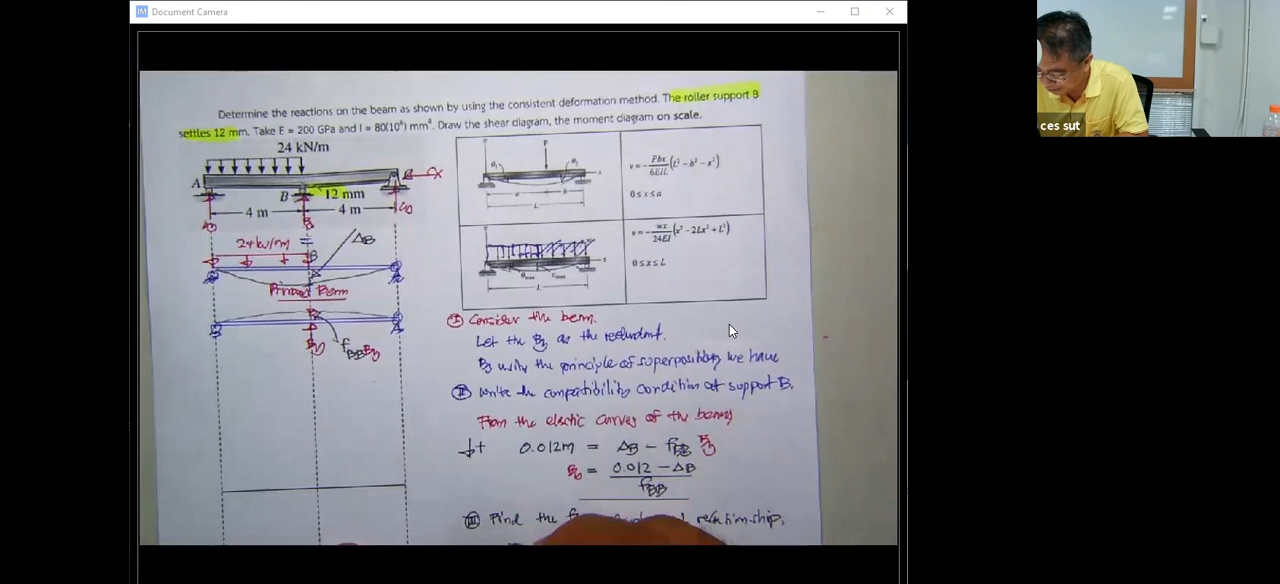 Document Camera
Determine the reactions on the beam as shown by using the consistent deformation method. The roller support B
settles 12 mm. Take E = 200 GPa and I = 80(10⁶) mm⁴. Draw the shear diagram, the moment diagram on scale.
24 kN/m
A
B
12 mm
4 m
4 m
24 kN/m
B
ΔB
Primary Beam
By
fBB By
P
L
v = -Pbx/6EIL (L² - b² - x²)
0 ≤ x ≤ a
v = -wx/24EI (x³ - 2Lx² + L³)
0 ≤ x ≤ L
L
I Consider the beam.
Let the By as the redundant.
By using the principle of superposition, we have
II Write the compatibility condition at support B.
From the elastic curves of the beams
+ 0.012m = ΔB - fBB By
By = 0.012 - ΔB / fBB
III Find the relationship.
ces sut